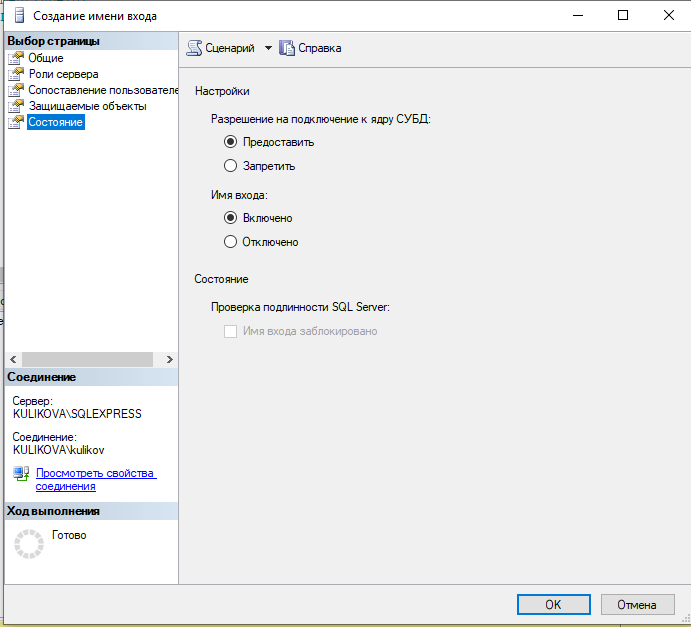 Создание имени входа
Выбор страницы
Общие
Роли сервера
Сопоставление пользователе
Защищаемые объекты
Состояние
Сценарий
Справка
Настройки
Разрешение на подключение к ядру СУБД:
Предоставить
Запретить
Имя входа:
Включено
Отключено
Состояние
Проверка подлинности SQL Server:
Имя входа заблокировано
Соединение
Сервер:
KULIKOVA\SQLEXPRESS
Соединение:
KULIKOVA\kulikov
Просмотреть свойства
соединения
Ход выполнения
Готово
OK
Отмена